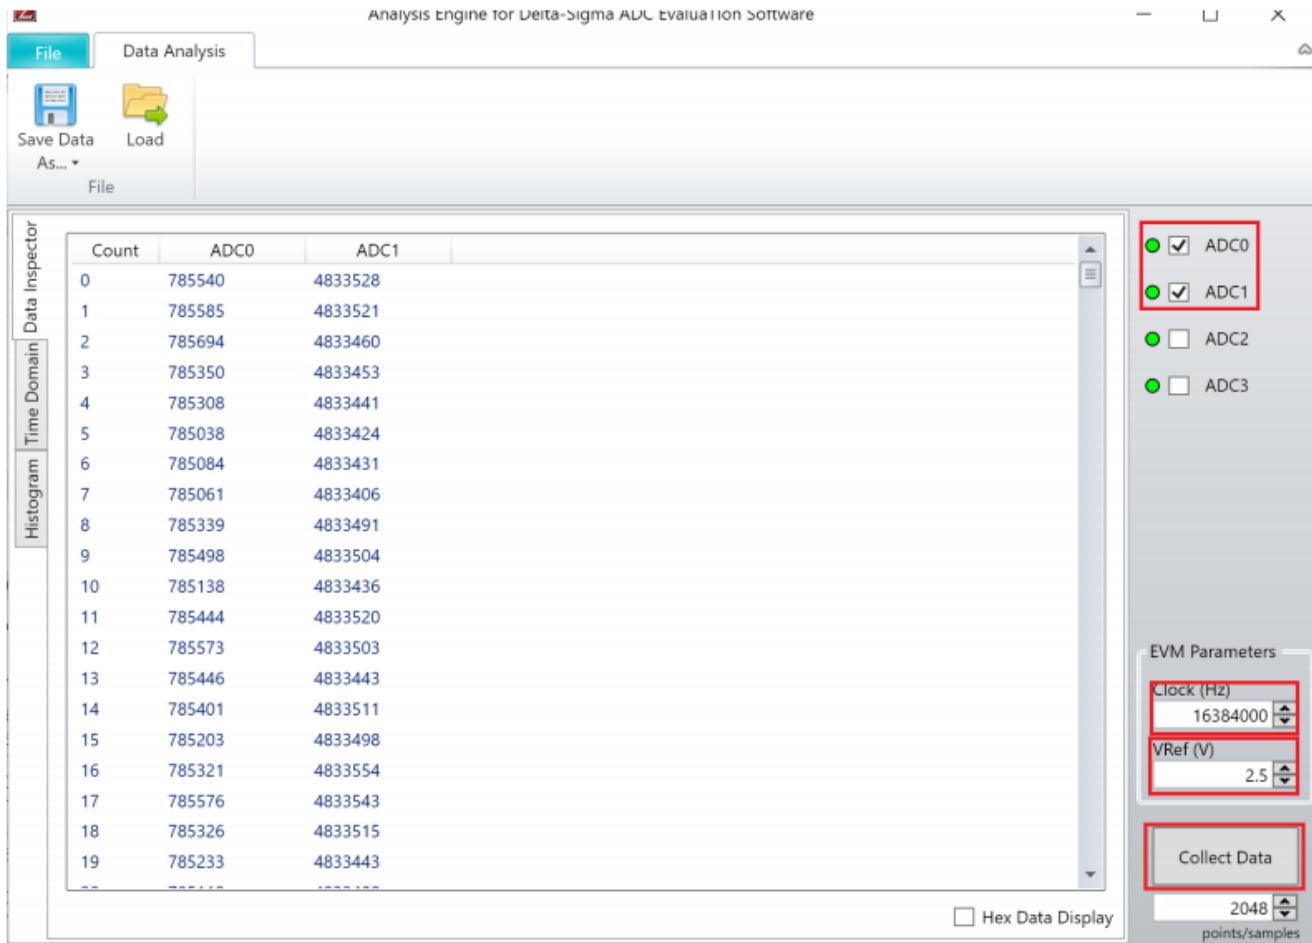 Analysis Engine for Delta-Sigma ADC Evaluation Software
File
Data Analysis
Save Data As...
Load
File
Data Inspector
Time Domain
Histogram
Count ADC0 ADC1
0 785540 4833528
1 785585 4833521
2 785694 4833460
3 785350 4833453
4 785308 4833441
5 785038 4833424
6 785084 4833431
7 785061 4833406
8 785339 4833491
9 785498 4833504
10 785138 4833436
11 785444 4833520
12 785573 4833503
13 785446 4833443
14 785401 4833511
15 785203 4833498
16 785321 4833554
17 785576 4833543
18 785326 4833515
19 785233 4833443
Hex Data Display
ADC0
ADC1
ADC2
ADC3
EVM Parameters
Clock (Hz)
16384000
VRef (V)
2.5
Collect Data
2048
points/samples